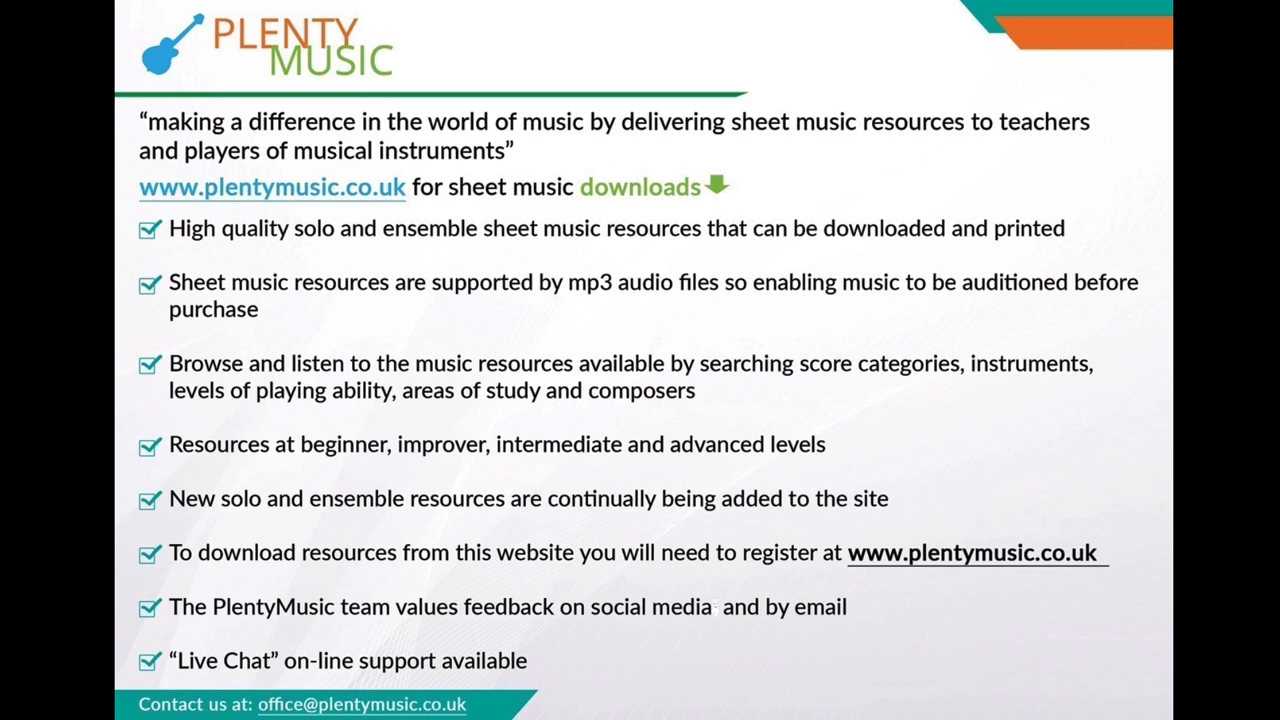 PLENTY
MUSIC
“making a difference in the world of music by delivering sheet music resources to teachers
and players of musical instruments”
www.plentymusic.co.uk for sheet music downloads
High quality solo and ensemble sheet music resources that can be downloaded and printed
Sheet music resources are supported by mp3 audio files so enabling music to be auditioned before
purchase
Browse and listen to the music resources available by searching score categories, instruments,
levels of playing ability, areas of study and composers
Resources at beginner, improver, intermediate and advanced levels
New solo and ensemble resources are continually being added to the site
To download resources from this website you will need to register at www.plentymusic.co.uk
The PlentyMusic team values feedback on social media and by email
“Live Chat” on-line support available
Contact us at: office@plentymusic.co.uk